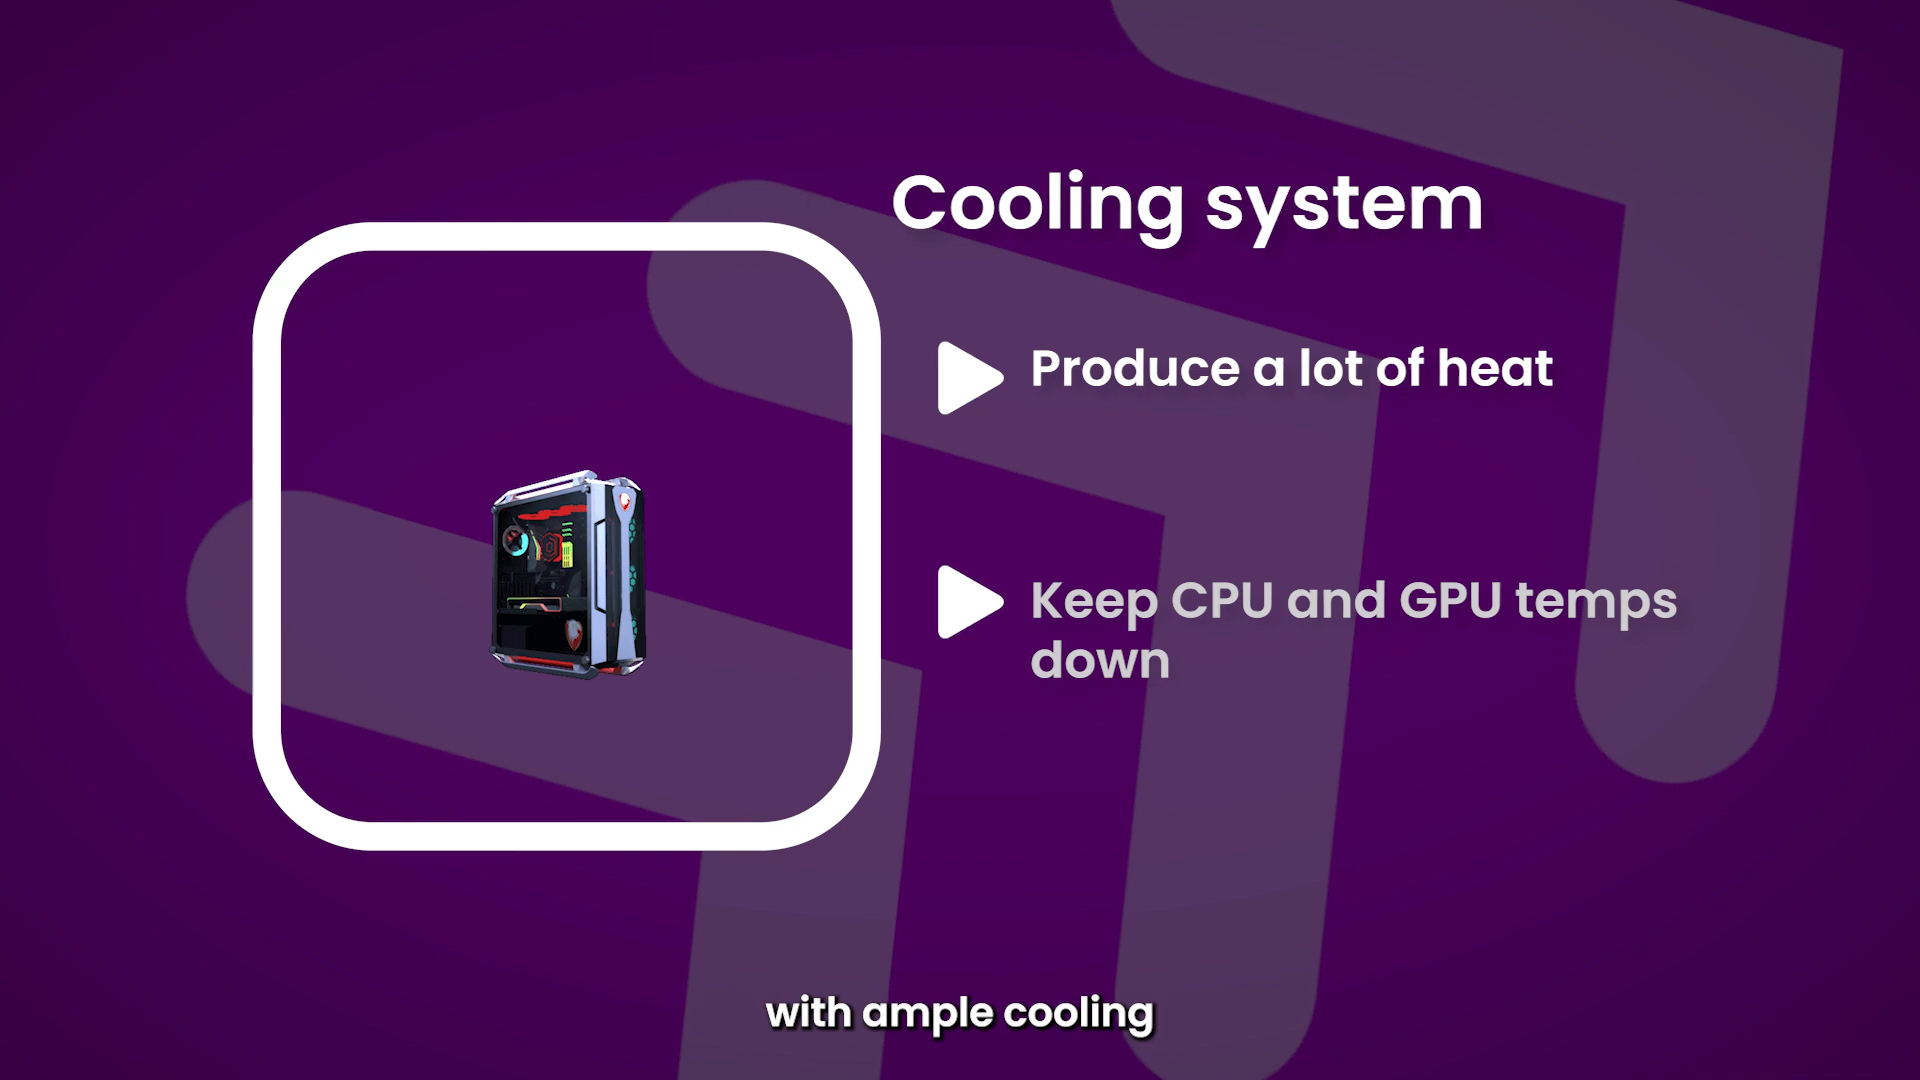 Cooling system
Produce a lot of heat
Keep CPU and GPU temps
down
with ample cooling